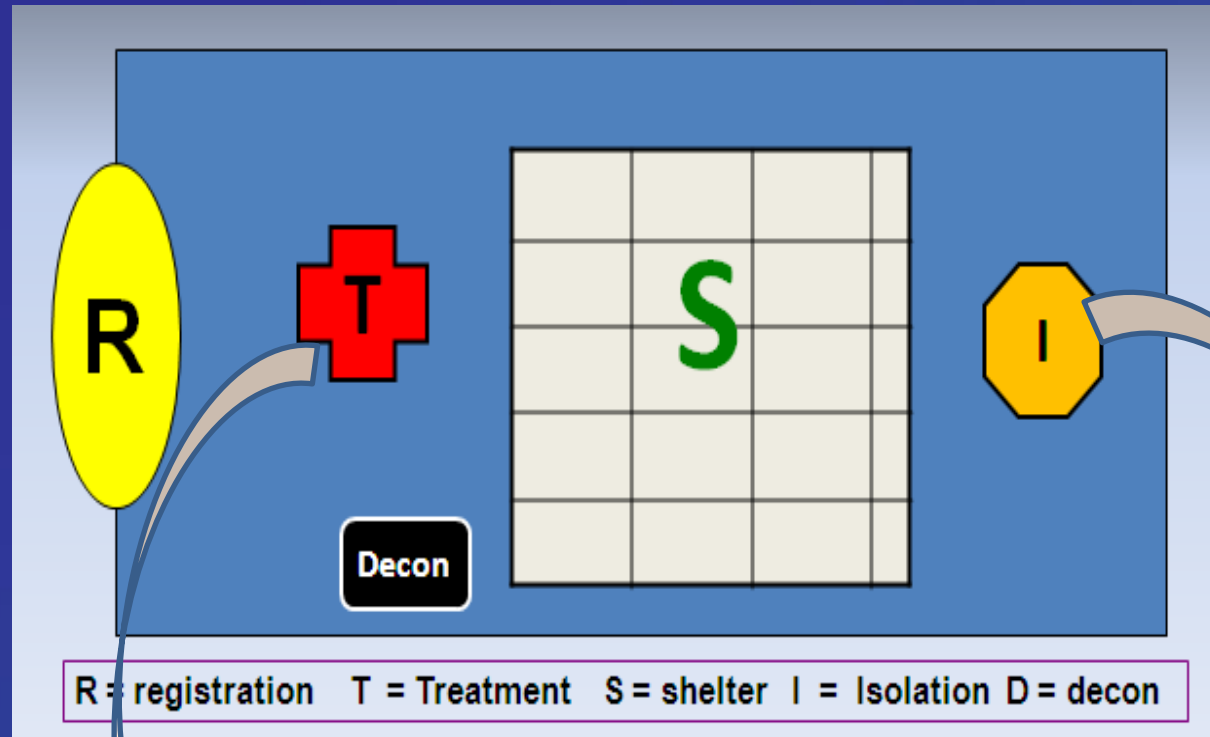 R
T
S
I
Decon
R = registration T = Treatment S = shelter I = Isolation D = decon